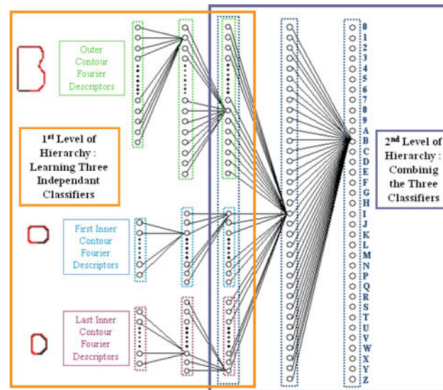 Outer
Contour
Fourier
Descriptors
1st Level of
Hierarchy :
Learning Three
Independant
Classifiers
First Inner
Contour
Fourier
Descriptors
Last Inner
Contour
Fourier
Descriptors
0
1
2
3
4
5
6
7
8
9
A
B
C
D
E
F
G
H
I
J
K
L
M
N
P
Q
R
S
T
U
V
W
X
Y
Z
2nd Level of
Hierarchy :
Combinig
the Three
Classifiers